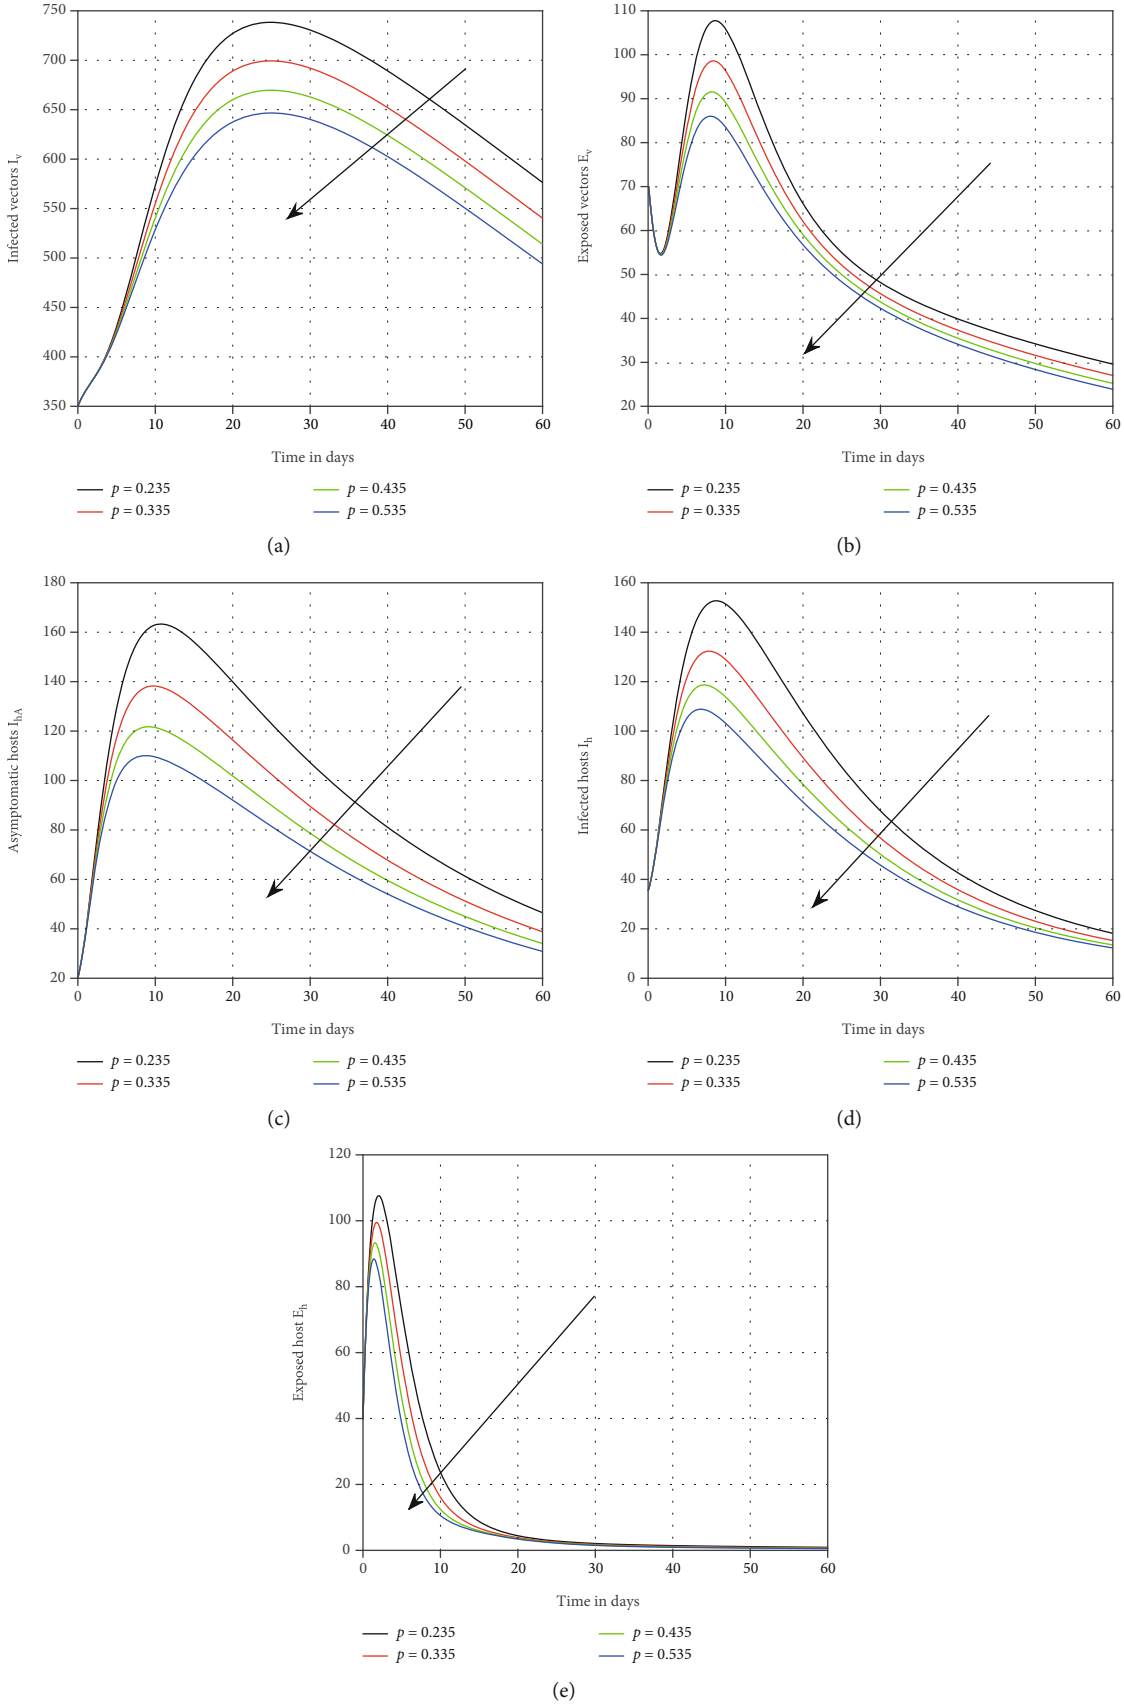 750
700
650
600
550
500
450
400
350
Infected vectors Iv
0 10 20 30 40 50 60
Time in days
p = 0.235
p = 0.335
p = 0.435
p = 0.535
(a)
110
100
90
80
70
60
50
40
30
20
Exposed vectors Ev
0 10 20 30 40 50 60
Time in days
p = 0.235
p = 0.335
p = 0.435
p = 0.535
(b)
180
160
140
120
100
80
60
40
20
Asymptomatic hosts IhA
0 10 20 30 40 50 60
Time in days
p = 0.235
p = 0.335
p = 0.435
p = 0.535
(c)
160
140
120
100
80
60
40
20
0
Infected hosts Ih
0 10 20 30 40 50 60
Time in days
p = 0.235
p = 0.335
p = 0.435
p = 0.535
(d)
120
100
80
60
40
20
0
Exposed host Eh
0 10 20 30 40 50 60
Time in days
p = 0.235
p = 0.335
p = 0.435
p = 0.535
(e)